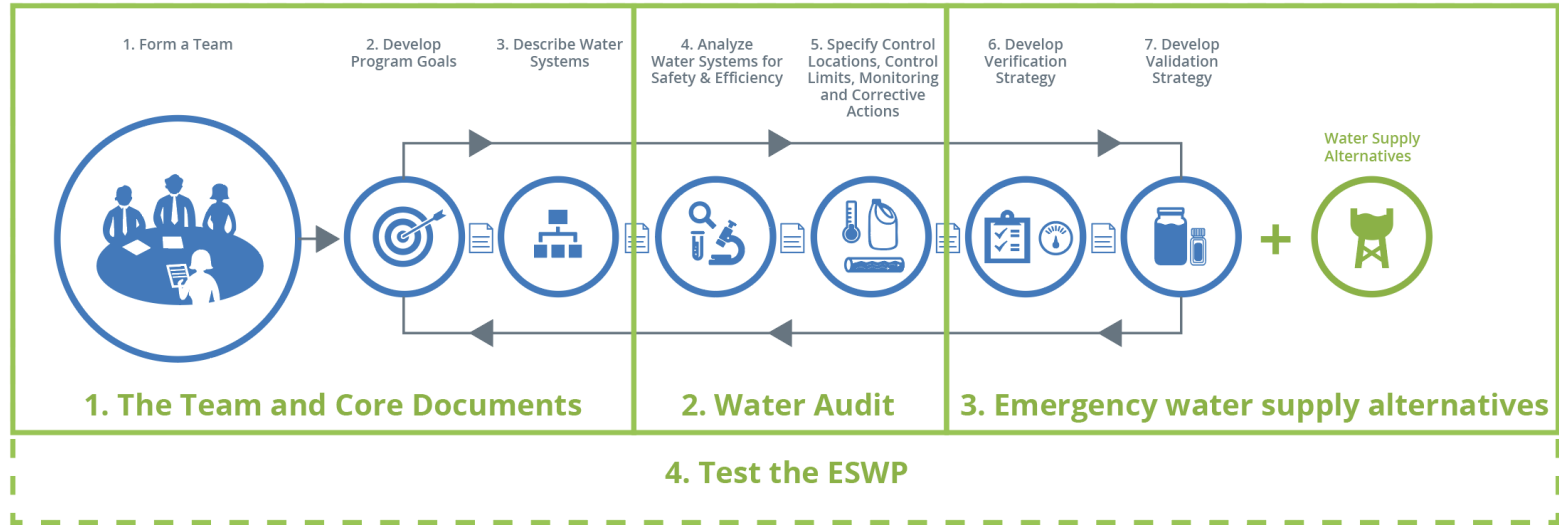 1. Form a Team
2. Develop
Program Goals
3. Describe Water
Systems
4. Analyze
Water Systems for
Safety & Efficiency
5. Specify Control
Locations, Control
Limits, Monitoring
and Corrective
Actions
6. Develop
Verification
Strategy
7. Develop
Validation
Strategy
Water Supply
Alternatives
1. The Team and Core Documents
2. Water Audit
3. Emergency water supply alternatives
4. Test the ESWP